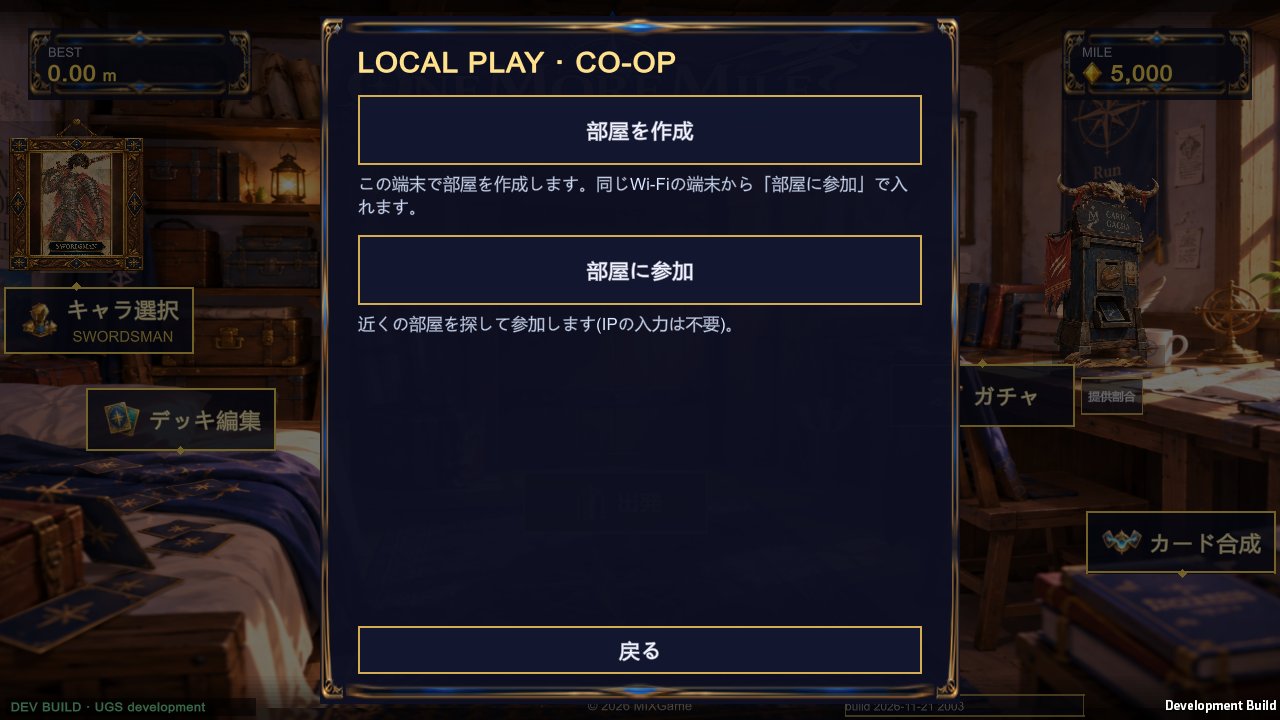 BEST
0.00 m
MILE
5,000
LOCAL PLAY · CO-OP
部屋を作成
この端末で部屋を作成します。同じWi-Fiの端末から「部屋に参加」で入
れます。
部屋に参加
近くの部屋を探して参加します(IPの入力は不要)。
戻る
SWORDSMAN
キャラ選択
SWORDSMAN
デッキ編集
Run
CARD
GACHA
ガチャ
提供割合
出発
カード合成
DEV BUILD · UGS development
© 2026 MIXGame
build 2026-11-21 2003
Development Build